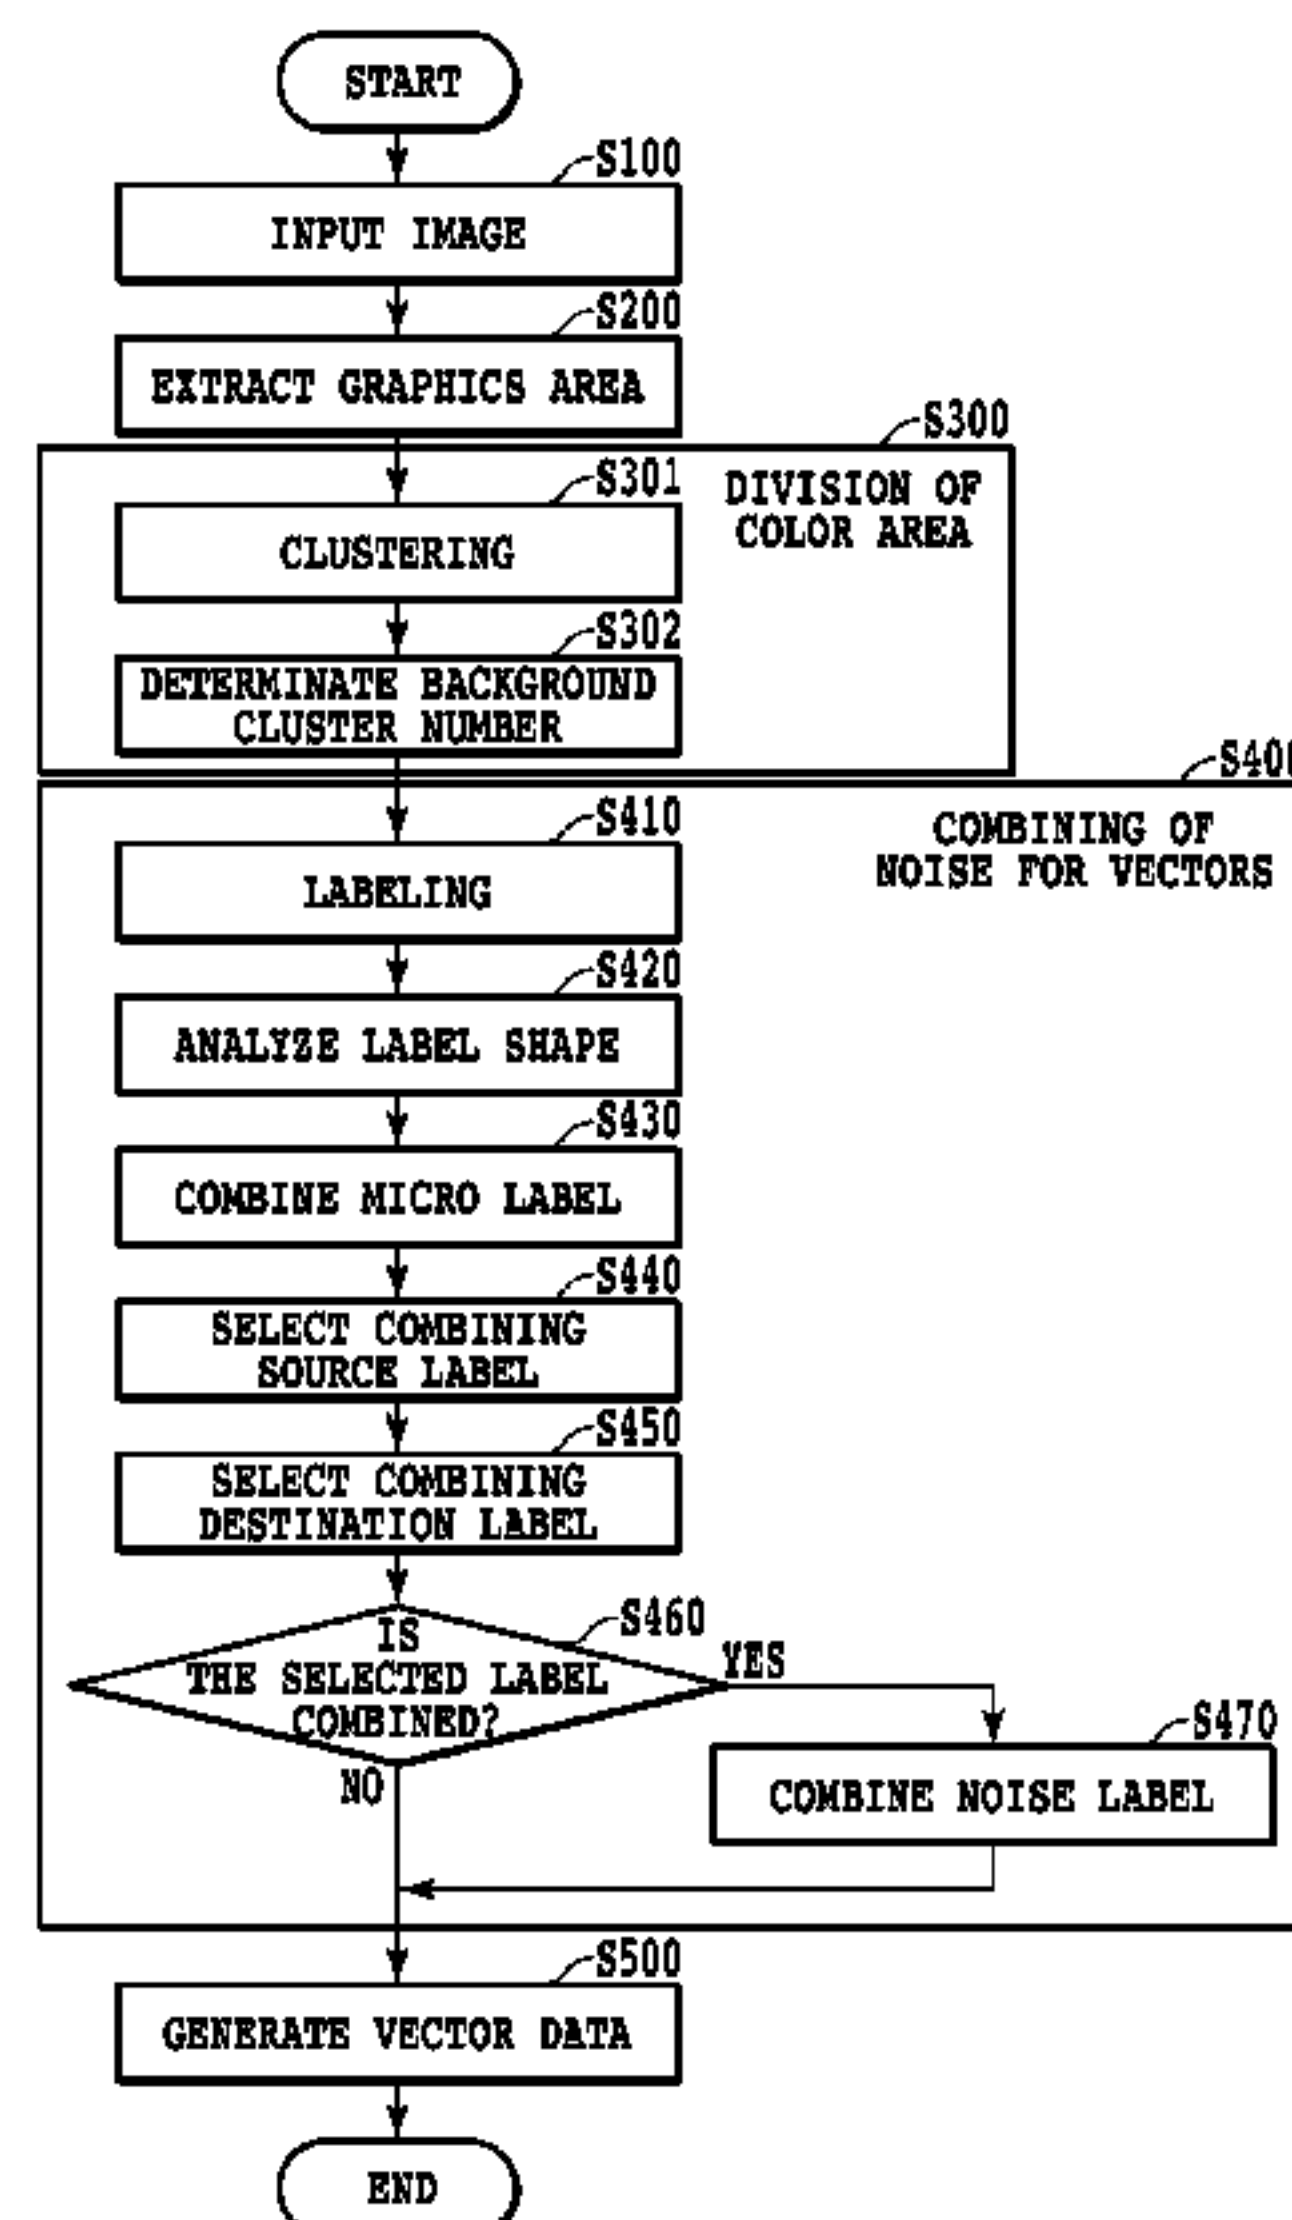 START
S100
INPUT IMAGE
S200
EXTRACT GRAPHICS AREA
S300
DIVISION OF
COLOR AREA
S301
CLUSTERING
S302
DETERMINATE BACKGROUND
CLUSTER NUMBER
S400
COMBINING OF
NOISE FOR VECTORS
S410
LABELING
S420
ANALYZE LABEL SHAPE
S430
COMBINE MICRO LABEL
S440
SELECT COMBINING
SOURCE LABEL
S450
SELECT COMBINING
DESTINATION LABEL
S460
IS
THE SELECTED LABEL
COMBINED?
YES
NO
S470
COMBINE NOISE LABEL
S500
GENERATE VECTOR DATA
END